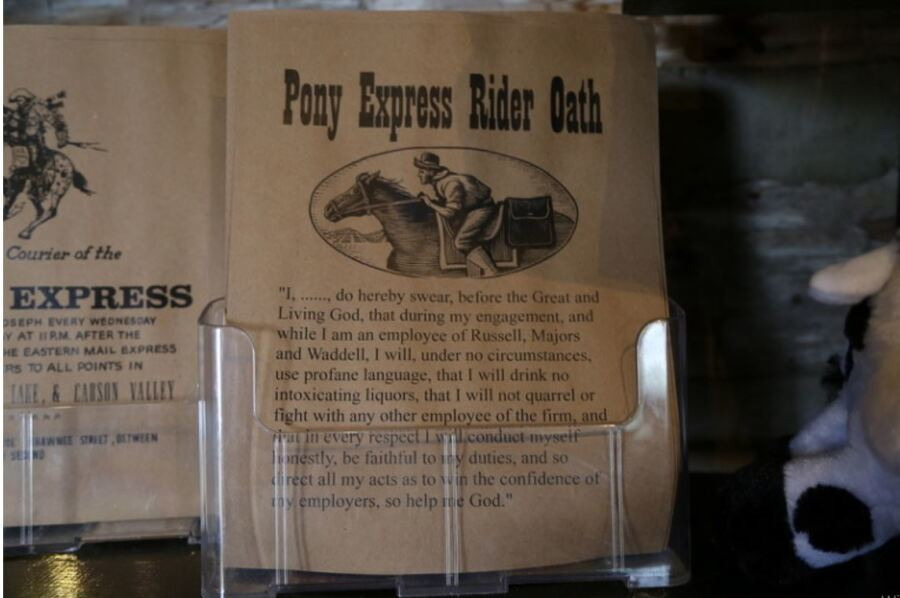 Courier of the
EXPRESS
OSEPH EVERY WEDNESDAY
Y AT 11 P.M. AFTER THE
HE EASTERN MAIL EXPRESS
RS TO ALL POINTS IN
LAKE, & CARSON VALLEY
STREET, BETWEEN
Pony Express Rider Oath
"I, ......., do hereby swear, before the Great and
Living God, that during my engagement, and
while I am an employee of Russell, Majors
and Waddell, I will, under no circumstances,
use profane language, that I will drink no
intoxicating liquors, that I will not quarrel or
fight with any other employee of the firm, and
that in every respect I will conduct myself
honestly, be faithful to my duties, and so
direct all my acts as to win the confidence of
my employers, so help me God."